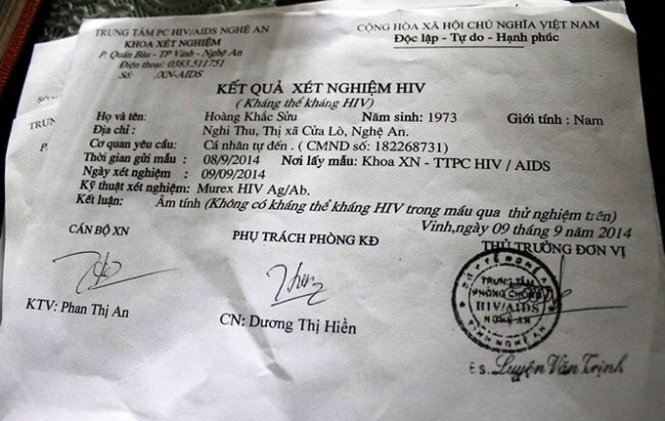 TRUNG TÂM PC HIV/AIDS NGHỆ AN
KHOA XÉT NGHIỆM
P. Quán Bàu - TP Vinh - Nghệ An
Điện thoại: 0383.511751
Số: /XN-AIDS
CỘNG HÒA XÃ HỘI CHỦ NGHĨA VIỆT NAM
Độc lập - Tự do - Hạnh phúc
KẾT QUẢ XÉT NGHIỆM HIV
(Kháng thể kháng HIV)
Họ và tên: Hoàng Khắc Sửu Năm sinh: 1973 Giới tính: Nam
Địa chỉ: Nghi Thu, Thị xã Cửa Lò, Nghệ An.
Cơ quan yêu cầu: Cá nhân tự đến. (CMND số: 182268731)
Thời gian gửi mẫu: 08/9/2014 Nơi lấy mẫu: Khoa XN - TTPC HIV / AIDS
Ngày xét nghiệm: 09/09/2014
Kỹ thuật xét nghiệm: Murex HIV Ag/Ab.
Kết luận: Âm tính (Không có kháng thể kháng HIV trong máu qua thử nghiệm trên)
Vinh,ngày 09 tháng 9 năm 2014
CÁN BỘ XN
PHỤ TRÁCH PHÒNG KĐ
THỦ TRƯỞNG ĐƠN VỊ
TRUNG TÂM
PHÒNG CHỐNG
HIV/AIDS
NGHỆ AN
KTV: Phan Thị An
CN: Dương Thị Hiền
Bs. Luyện Văn Trịnh